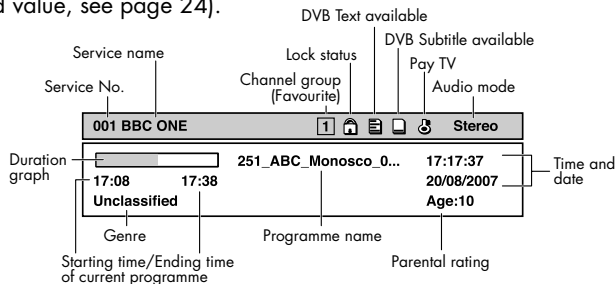 d value, see page 24).
DVB Text available
Service name
Lock status
DVB Subtitle available
Channel group
(Favourite)
Pay TV
Service No.
Audio mode
001 BBC ONE 1 Stereo
Duration
graph
251_ABC_Monosco_0... 17:17:37
Time and
date
17:08 17:38 20/08/2007
Unclassified Age:10
Genre
Programme name
Parental rating
Starting time/Ending time
of current programme